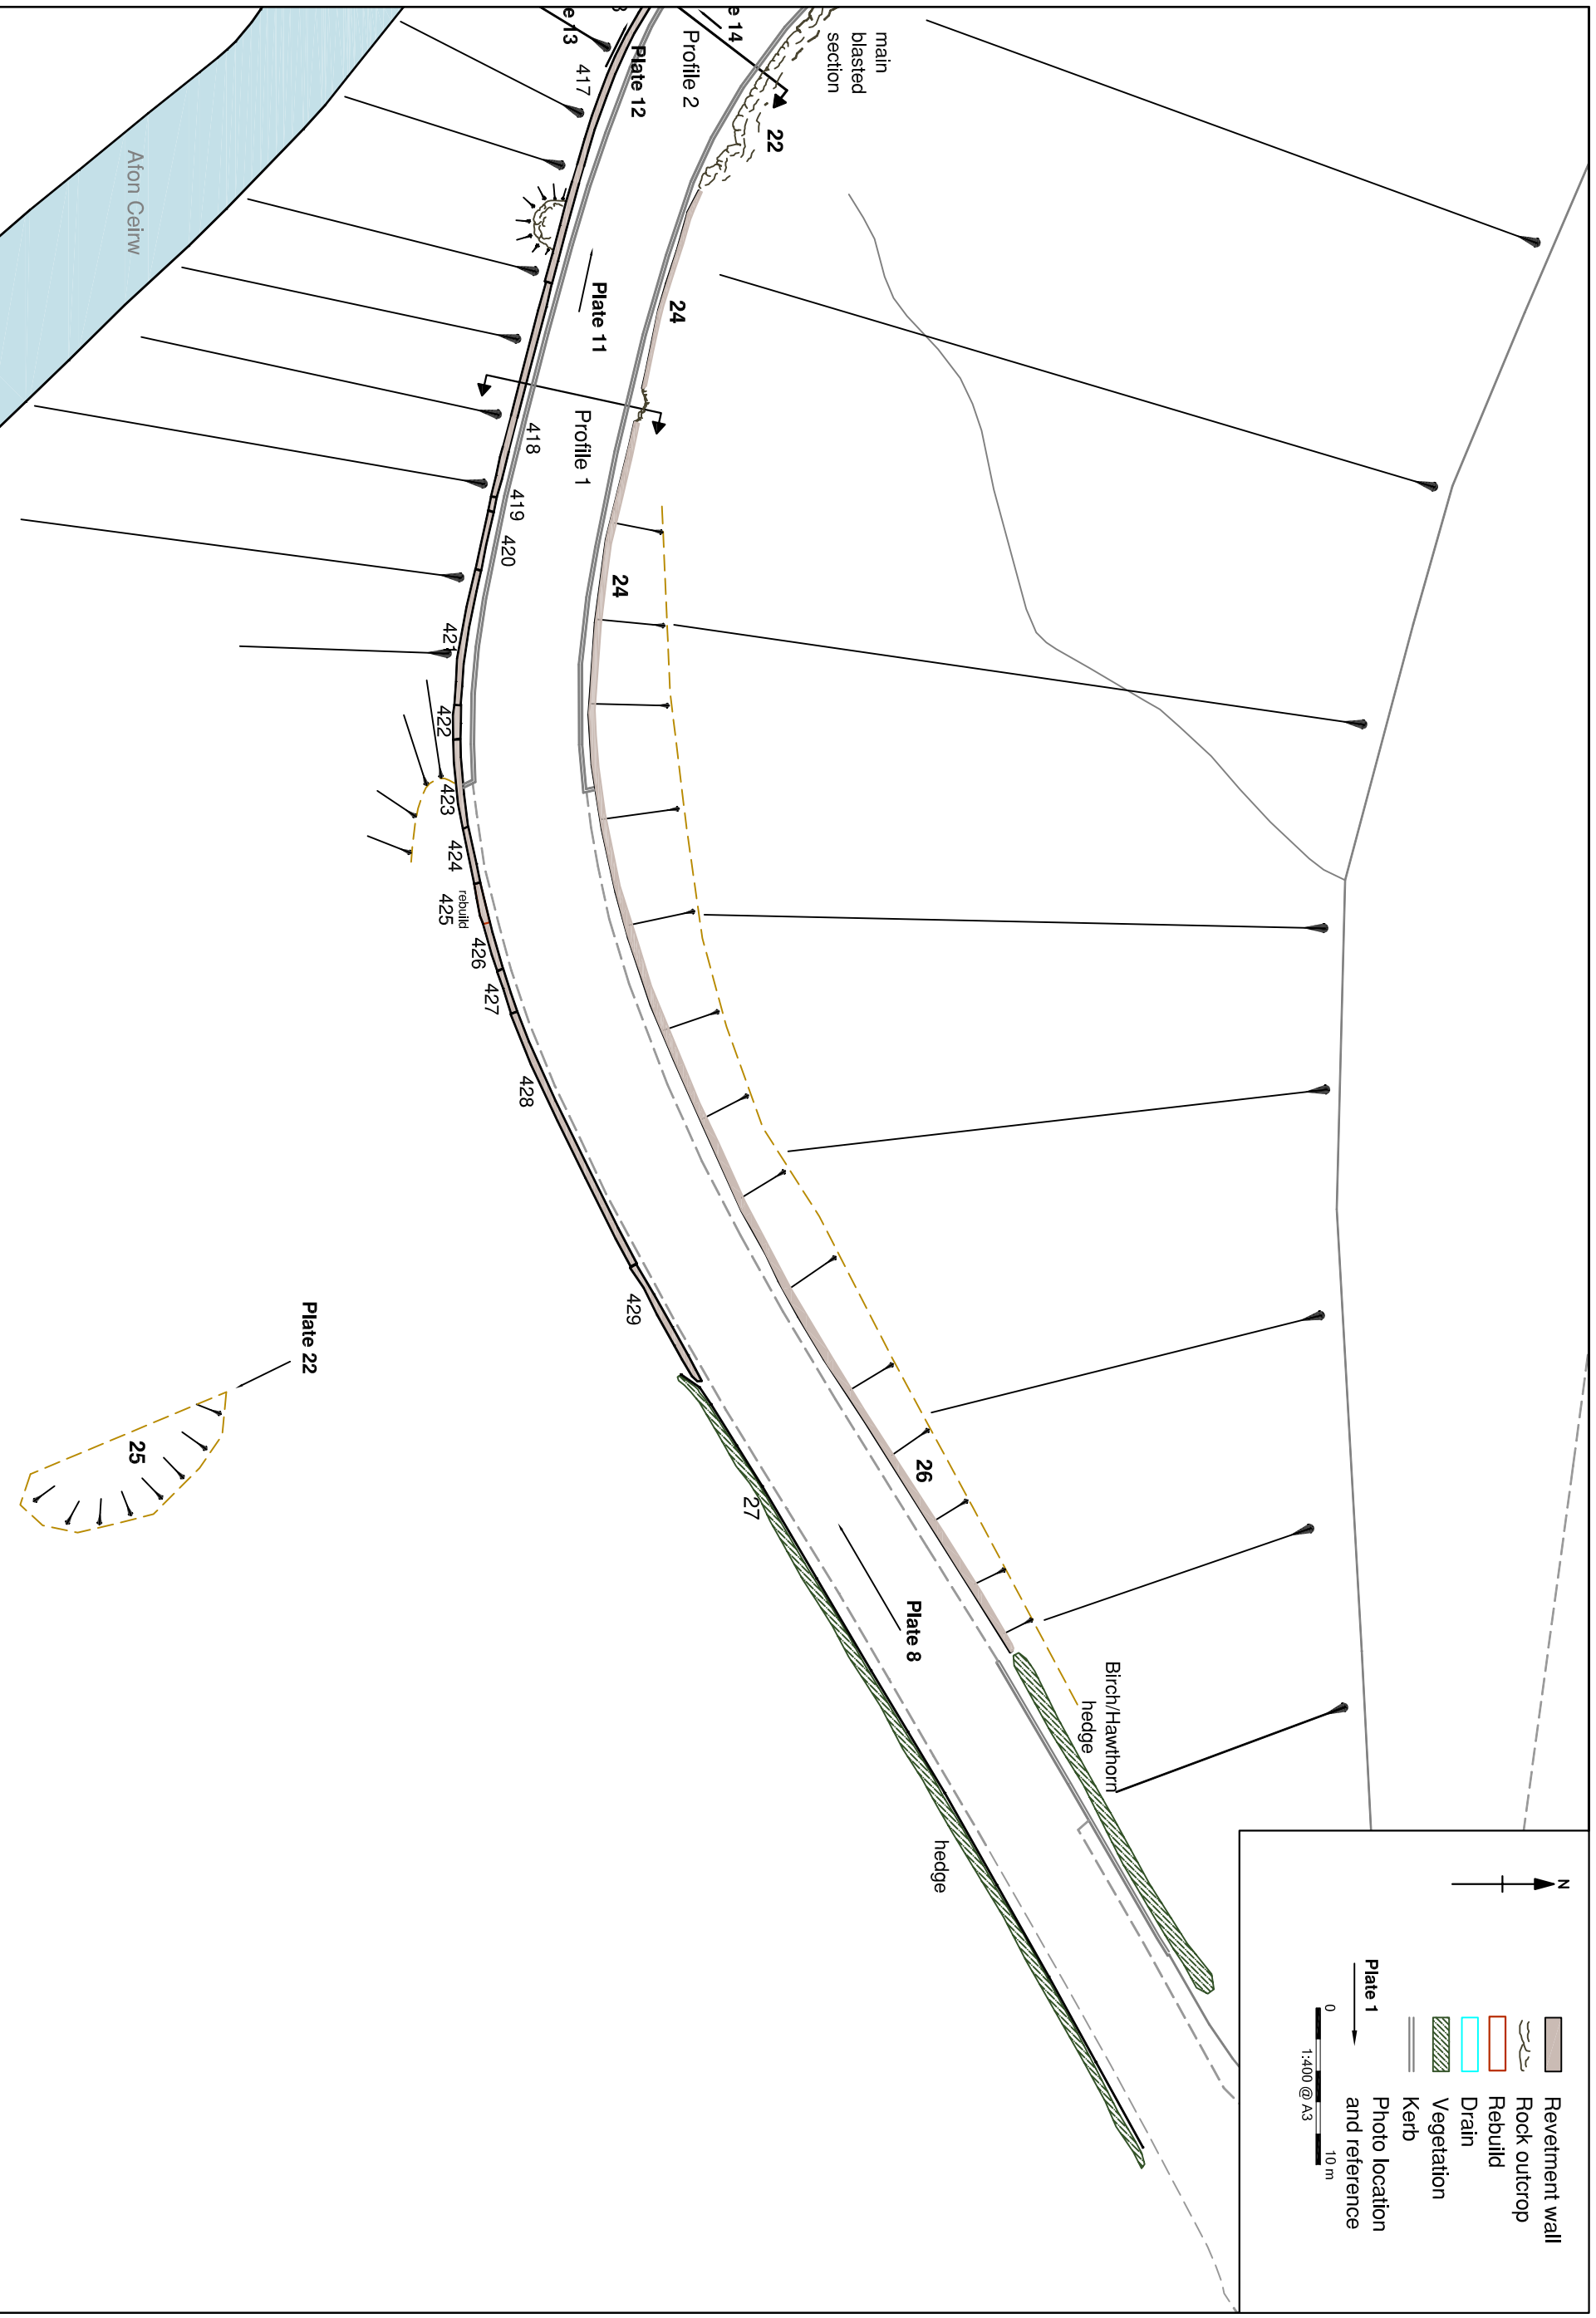 main
blasted
section
22
e 14
Profile 2
Plate 12
e 13
417
Afon Ceirw
24
Plate 11
Profile 1
418
419
420
24
421
422
423
424
rebuild
425
426
427
428
429
26
27
Plate 8
Birch/Hawthorn
hedge
hedge
Plate 22
25
N
Plate 1
0
10 m
1:400 @ A3
Revetment wall
Rock outcrop
Rebuild
Drain
Vegetation
Kerb
Photo location
and reference